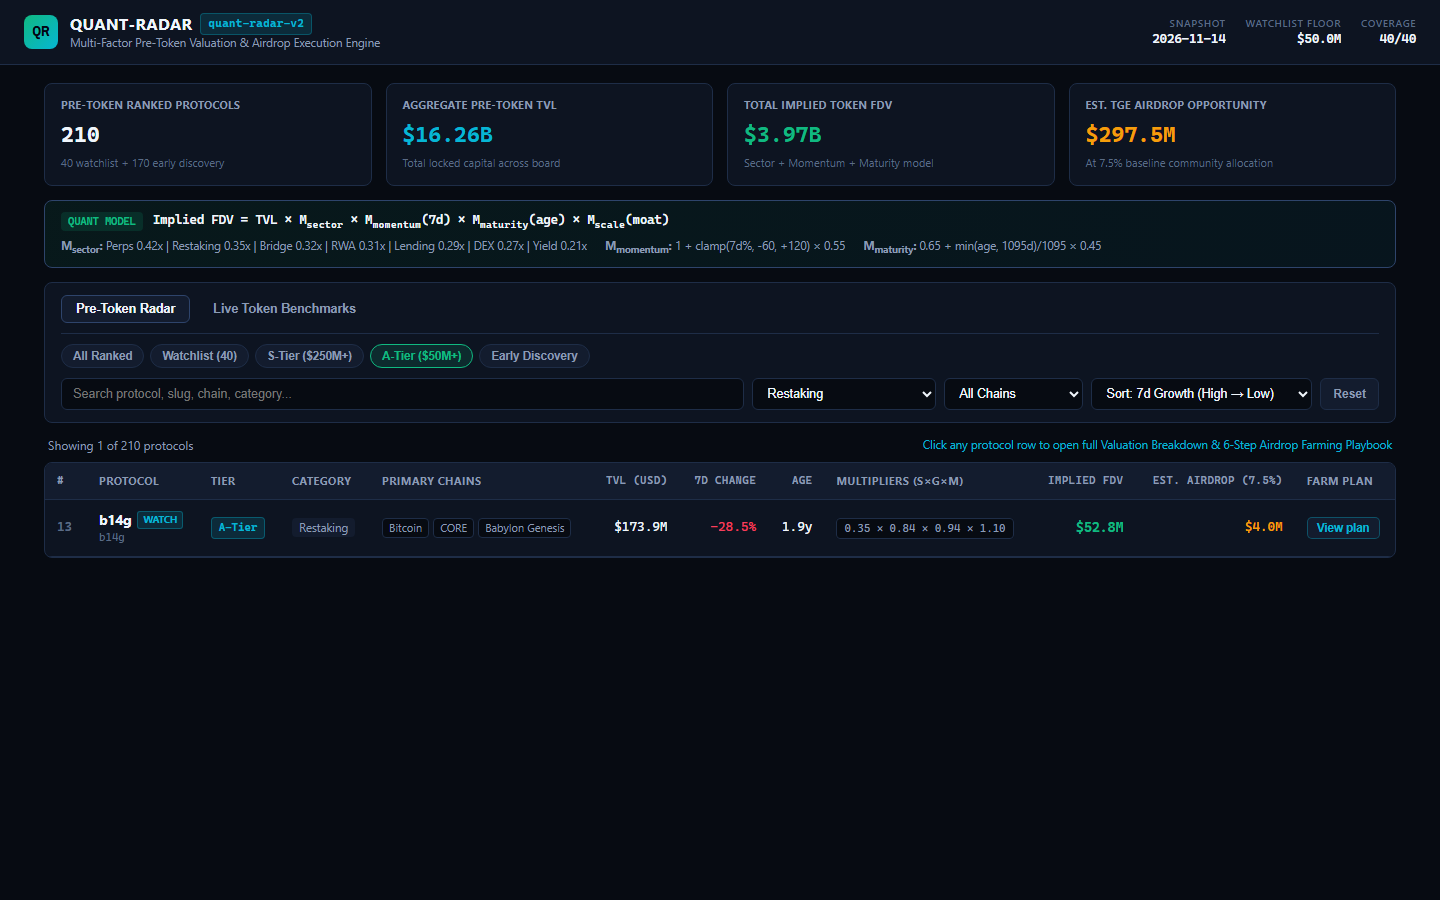 QR
QUANT-RADAR quant-radar-v2
Multi-Factor Pre-Token Valuation & Airdrop Execution Engine
SNAPSHOT WATCHLIST FLOOR COVERAGE
2026-11-14 $50.0M 40/40
PRE-TOKEN RANKED PROTOCOLS
210
40 watchlist + 170 early discovery
AGGREGATE PRE-TOKEN TVL
$16.26B
Total locked capital across board
TOTAL IMPLIED TOKEN FDV
$3.97B
Sector + Momentum + Maturity model
EST. TGE AIRDROP OPPORTUNITY
$297.5M
At 7.5% baseline community allocation
QUANT MODEL Implied FDV = TVL × Msector × Mmomentum(7d) × Mmaturity(age) × Mscale(moat)
Msector: Perps 0.42x | Restaking 0.35x | Bridge 0.32x | RWA 0.31x | Lending 0.29x | DEX 0.27x | Yield 0.21x Mmomentum: 1 + clamp(7d%, -60, +120) × 0.55 Mmaturity: 0.65 + min(age, 1095d)/1095 × 0.45
Pre-Token Radar Live Token Benchmarks
All Ranked Watchlist (40) S-Tier ($250M+) A-Tier ($50M+) Early Discovery
Search protocol, slug, chain, category... Restaking All Chains Sort: 7d Growth (High → Low) Reset
Showing 1 of 210 protocols Click any protocol row to open full Valuation Breakdown & 6-Step Airdrop Farming Playbook
# PROTOCOL TIER CATEGORY PRIMARY CHAINS TVL (USD) 7D CHANGE AGE MULTIPLIERS (S×G×M) IMPLIED FDV EST. AIRDROP (7.5%) FARM PLAN
13 b14g WATCH A-Tier Restaking Bitcoin CORE Babylon Genesis $173.9M -28.5% 1.9y 0.35 × 0.84 × 0.94 × 1.10 $52.8M $4.0M View plan
b14g